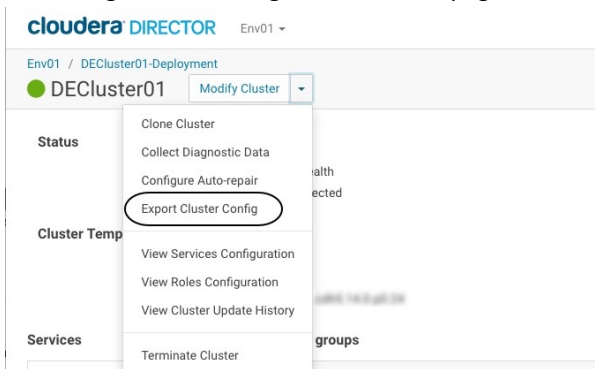 cloudera DIRECTOR Env01
Env01 / DECluster01-Deployment
DECluster01 Modify Cluster
Clone Cluster
Status
Collect Diagnostic Data
ealth
Configure Auto-repair
ected
Export Cluster Config
Cluster Temp
View Services Configuration
View Roles Configuration
View Cluster Update History
Services
groups
Terminate Cluster